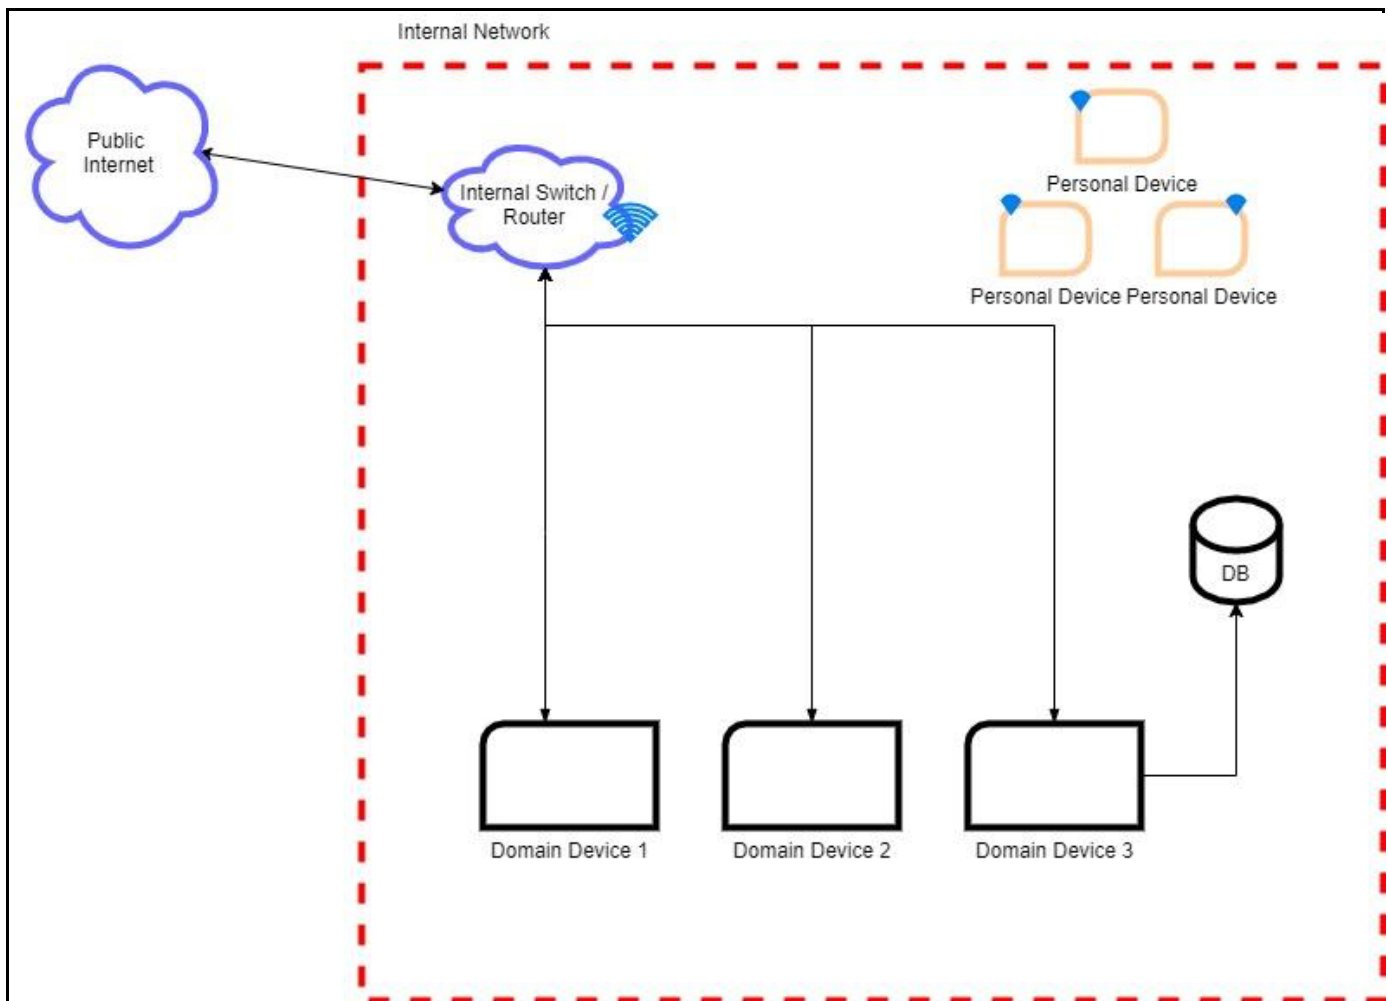 Internal Network
Public
Internet
Internal Switch /
Router
Personal Device
Personal Device Personal Device
DB
Domain Device 1
Domain Device 2
Domain Device 3